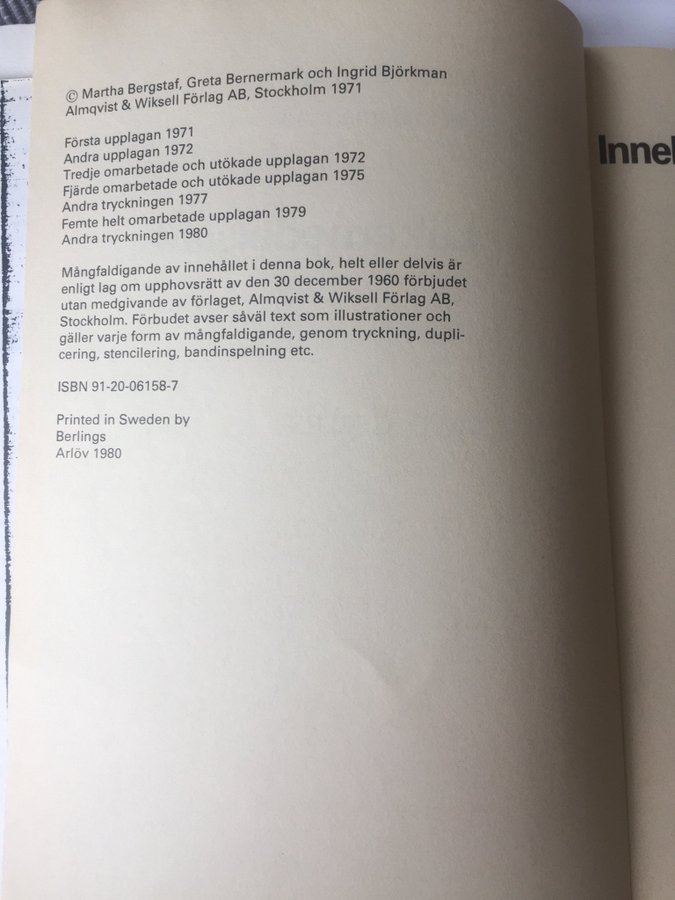 © Martha Bergstaf, Greta Bernermark och Ingrid Björkman
Almqvist & Wiksell Förlag AB, Stockholm 1971
Första upplagan 1971
Andra upplagan 1972
Tredje omarbetade och utökade upplagan 1972
Fjärde omarbetade och utökade upplagan 1975
Andra tryckningen 1977
Femte helt omarbetade upplagan 1979
Andra tryckningen 1980
Mångfaldigande av innehållet i denna bok, helt eller delvis är
enligt lag om upphovsrätt av den 30 december 1960 förbjudet
utan medgivande av förlaget, Almqvist & Wiksell Förlag AB,
Stockholm. Förbudet avser såväl text som illustrationer och
gäller varje form av mångfaldigande, genom tryckning, dupli-
cering, stencilering, bandinspelning etc.
ISBN 91-20-06158-7
Printed in Sweden by
Berlings
Arlöv 1980